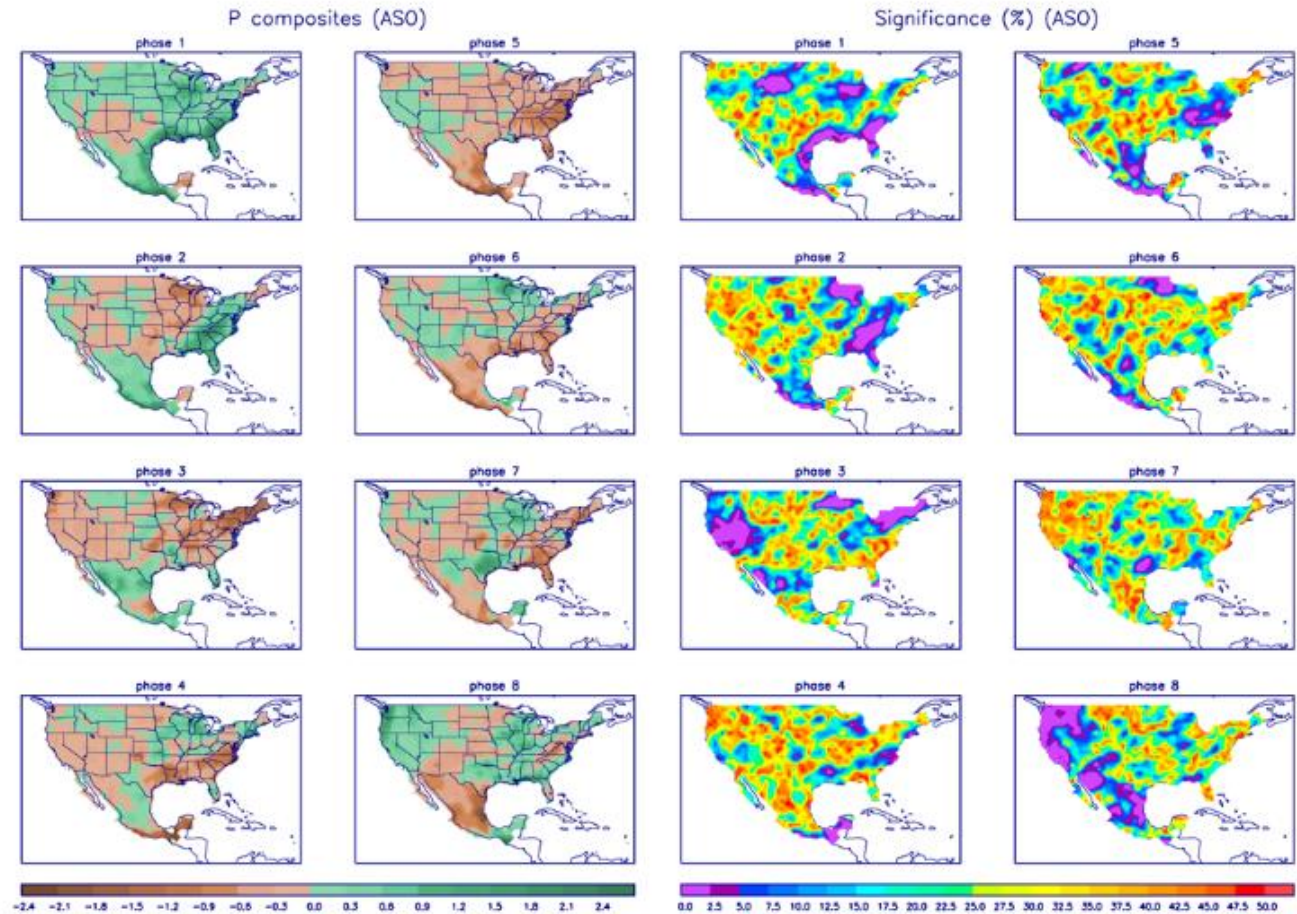 P composites (ASO)
Significance (%) (ASO)
phase 1
phase 5
phase 1
phase 5
phase 2
phase 6
phase 2
phase 6
phase 3
phase 7
phase 3
phase 7
phase 4
phase 8
phase 4
phase 8
-2.4 -2.1 -1.8 -1.5 -1.2 -0.9 -0.6 -0.3 0.0 0.3 0.6 0.9 1.2 1.5 1.8 2.1 2.4
0.0 2.5 5.0 7.5 10.0 12.5 15.0 17.5 20.0 22.5 25.0 27.5 30.0 32.5 35.0 37.5 40.0 42.5 45.0 47.5 50.0